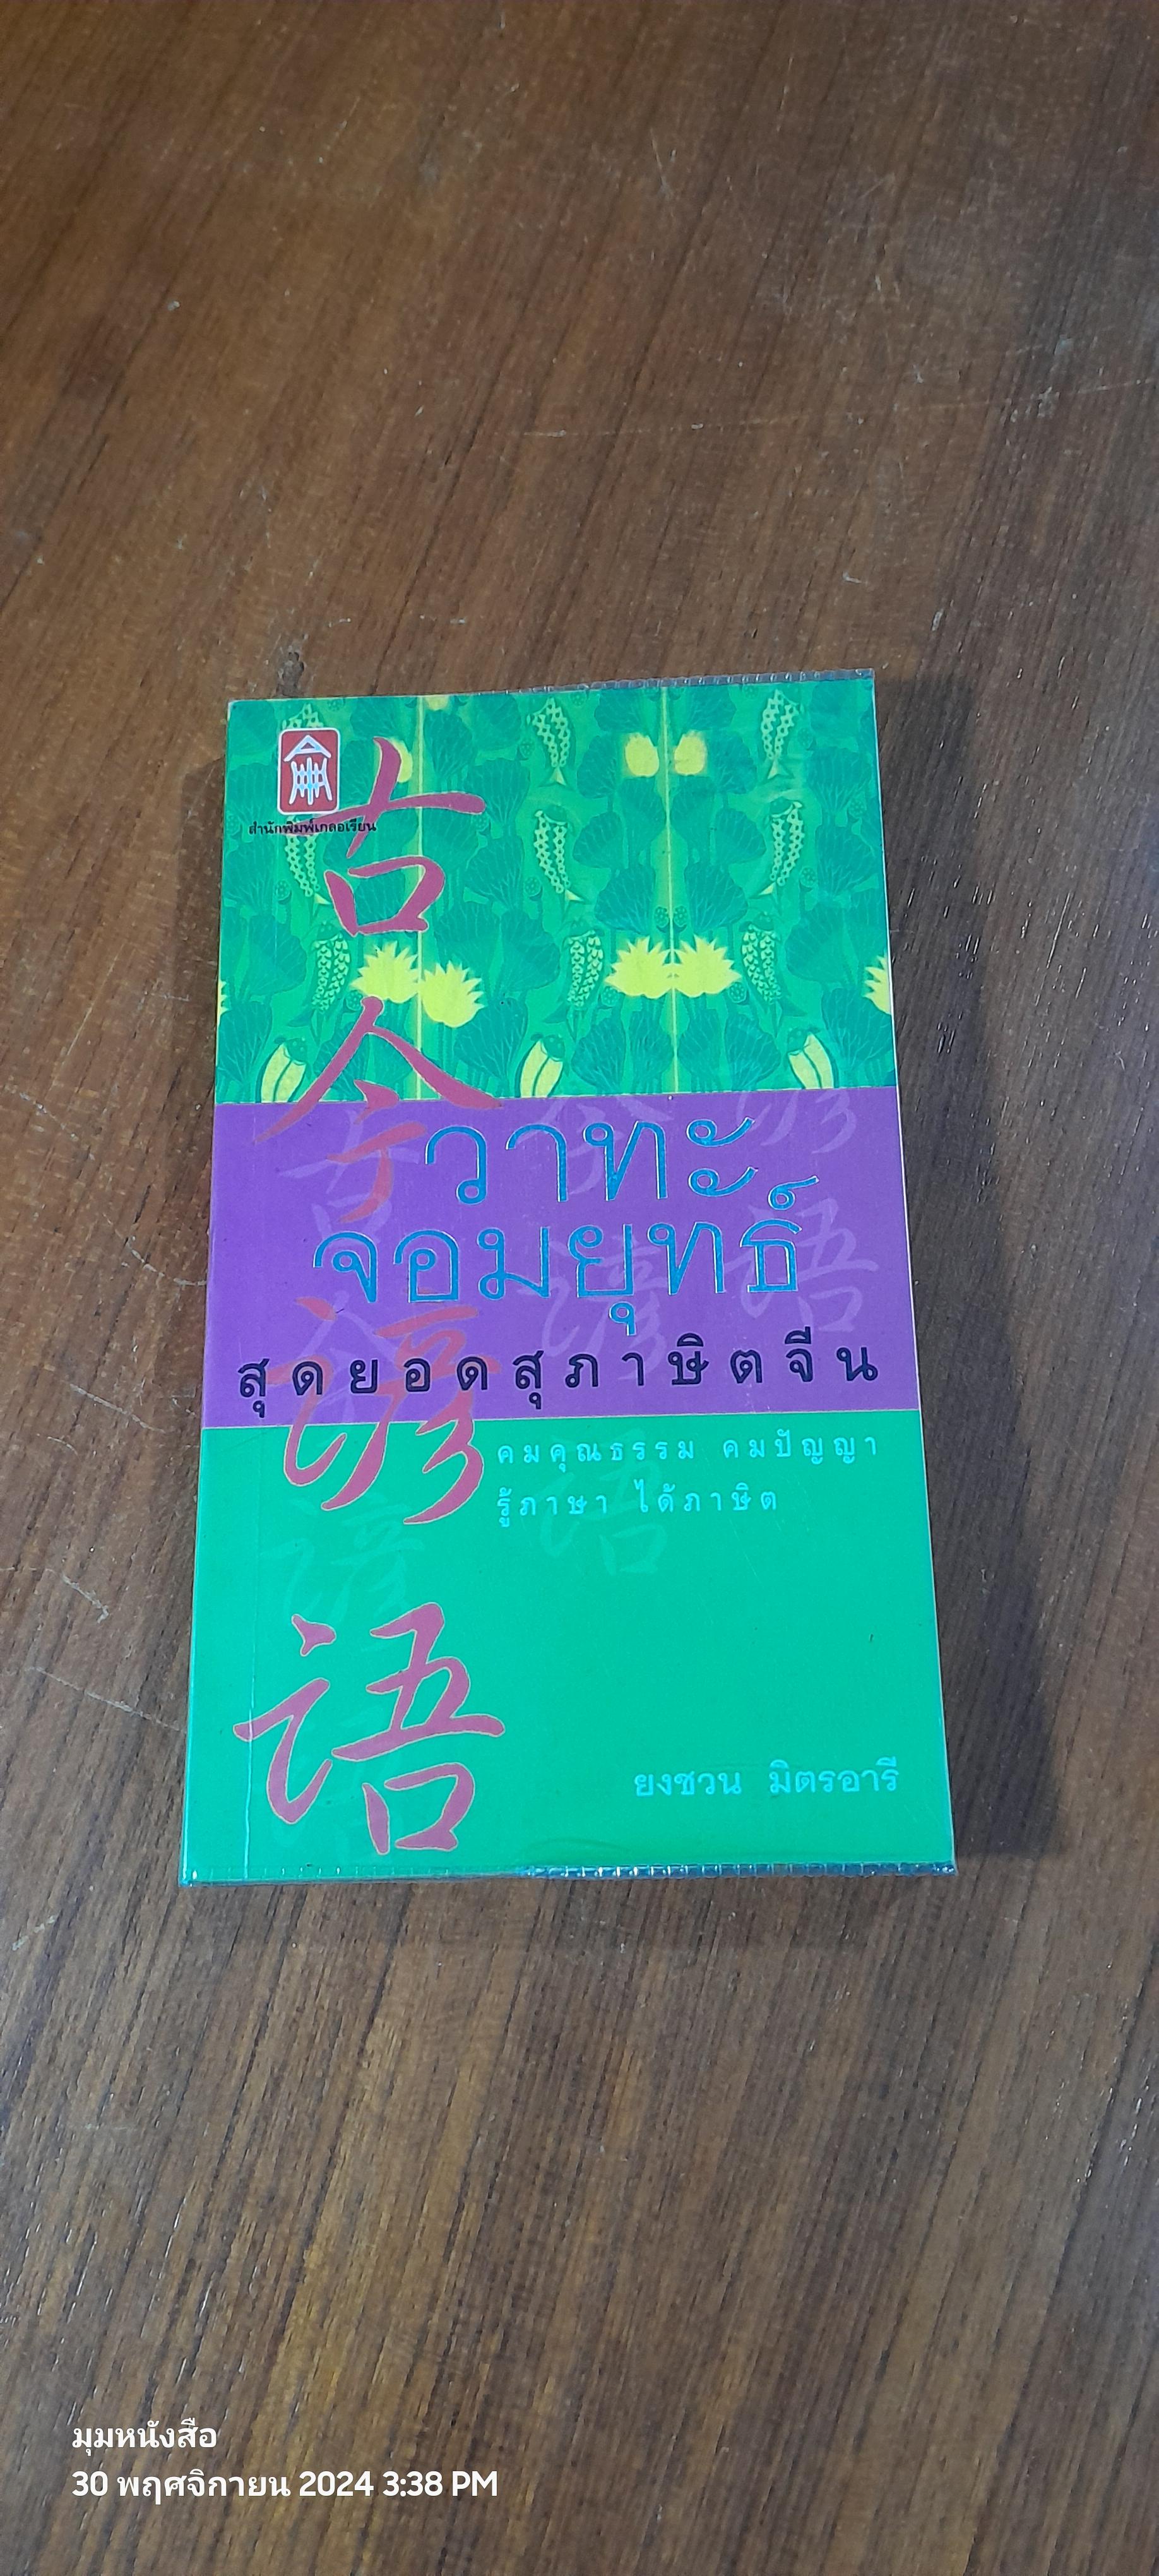 สำนักพิมพ์เกลอเรียน
古今谚语
วาทะ
จอมยุทธ์
สุดยอดสุภาษิตจีน
คมคุณธรรม คมปัญญา
รู้ภาษา ได้ภาษิต
ยงชวน มิตรอารี
มุมหนังสือ
30 พฤศจิกายน 2024 3:38 PM